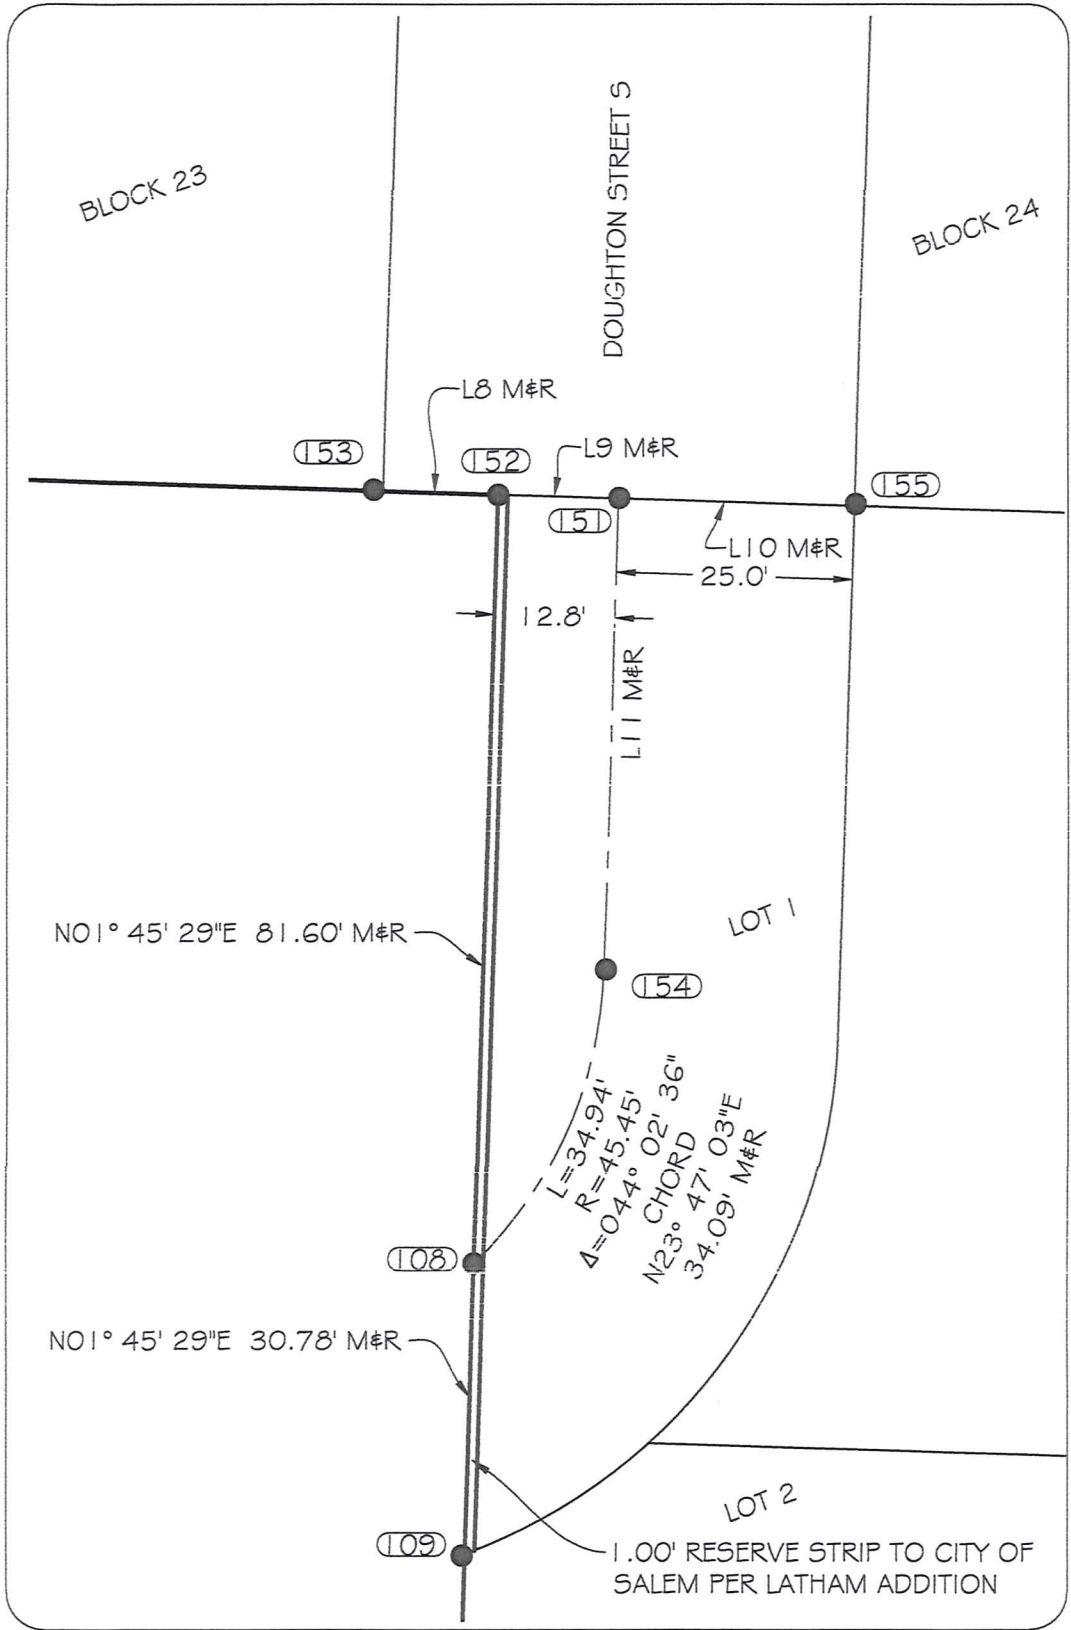 DOUGHTON STREET S
BLOCK 23
BLOCK 24
L8 M&R
153
152
L9 M&R
155
151
L10 M&R
25.0'
12.8'
L11 M&R
LOT 1
N01° 45' 29"E 81.60' M&R
154
L=34.94'
R=45.45'
Δ=044° 02' 36"
CHORD
N23° 47' 03"E
34.09' M&R
108
N01° 45' 29"E 30.78' M&R
LOT 2
109
1.00' RESERVE STRIP TO CITY OF
SALEM PER LATHAM ADDITION